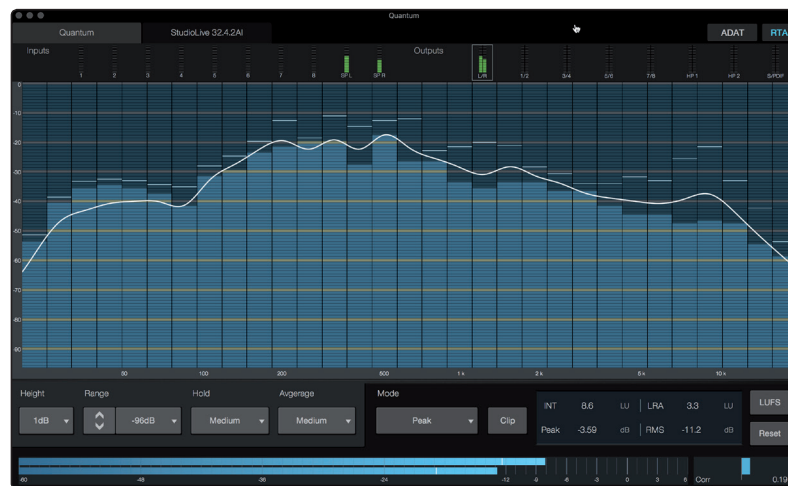 Quantum
Quantum StudioLive 32.4.2AI ADAT RTA
Inputs Outputs
1 2 3 4 5 6 7 8 SP L SP R L/R 1/2 3/4 5/6 7/8 HP 1 HP 2 S/PDIF
0
-10
-20
-30
-40
-50
-60
-70
-80
-90
50 100 200 500 1 k 2 k 5 k 10 k
Height Range Hold Avgerage Mode
1dB -96dB Medium Medium Peak Clip
INT 8.6 LU LRA 3.3 LU LUFS
Peak -3.59 dB RMS -11.2 dB Reset
-60 -48 -36 -24 -12 -9 -6 -3 0 3 6 Corr 0.19